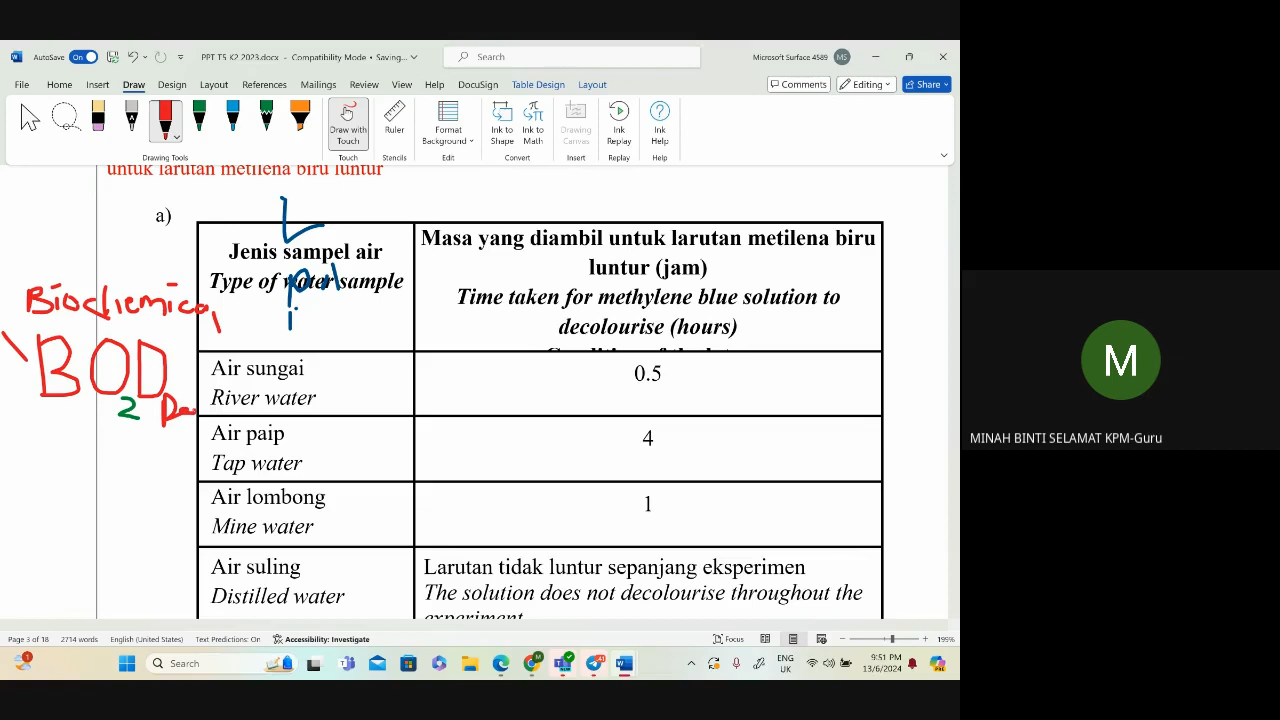 AutoSave On PPT T5 K2 2023.docx - Compatibility Mode • Saving... Search Microsoft Surface 4589 MS
File Home Insert Draw Design Layout References Mailings Review View Help DocuSign Table Design Layout Comments Editing Share
Draw with Touch Ruler Format Background Ink to Shape Ink to Math Drawing Canvas Ink Replay Ink Help
Drawing Tools Touch Stencils Edit Convert Insert Replay Help
untuk larutan metilena biru luntur
a)
Jenis sampel air
Type of water sample
Masa yang diambil untuk larutan metilena biru
luntur (jam)
Time taken for methylene blue solution to
decolourise (hours)
Biochemical
BOD
2
Air sungai
River water
0.5
Air paip
Tap water
4
Air lombong
Mine water
1
Air suling
Distilled water
Larutan tidak luntur sepanjang eksperimen
The solution does not decolourise throughout the
experiment
M
MINAH BINTI SELAMAT KPM-Guru
Page 3 of 18 2714 words English (United States) Text Predictions: On Accessibility: Investigate Focus 199%
1 Search ENG 9:51 PM
UK 13/6/2024